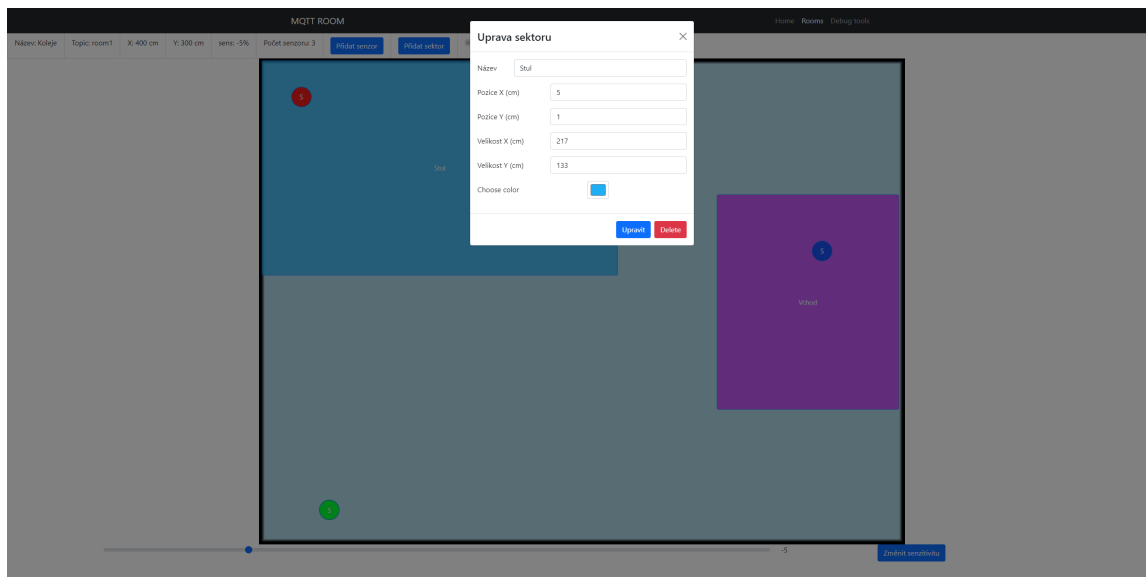 MQTT ROOM
Home Rooms Debug tools
Název: Koleje Topic: room1 X: 400 cm Y: 300 cm sens: -5% Počet senzoru: 3 Přidat senzor Přidat sektor
Uprava sektoru
Název Stul
Pozice X (cm) 5
Pozice Y (cm) 1
Velikost X (cm) 217
Velikost Y (cm) 133
Choose color
Upravit Delete
S
Stul
S
Vchod
S
-5 Změnit senzitivitu